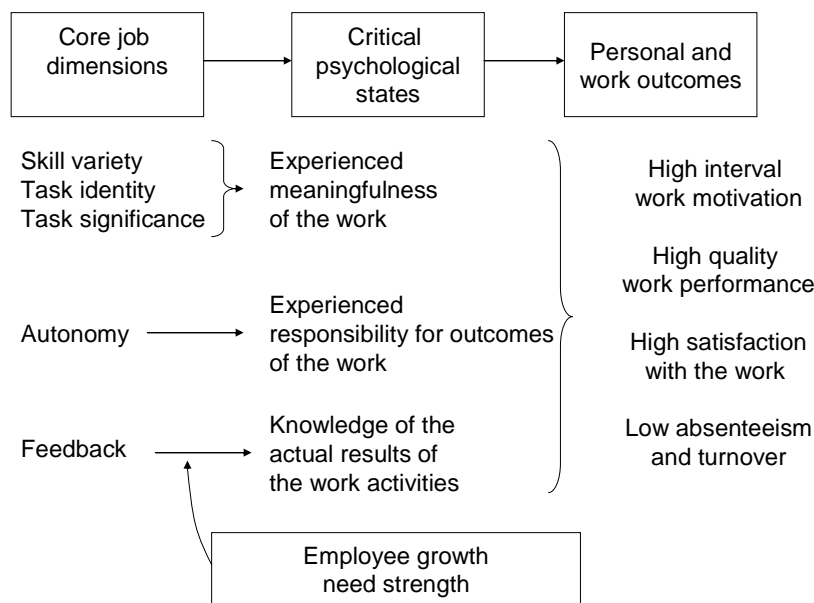 Core job
dimensions
Critical
psychological
states
Personal and
work outcomes
Skill variety
Task identity
Task significance
Experienced
meaningfulness
of the work
High interval
work motivation
High quality
work performance
Autonomy
Experienced
responsibility for outcomes
of the work
High satisfaction
with the work
Feedback
Knowledge of the
actual results of
the work activities
Low absenteeism
and turnover
Employee growth
need strength